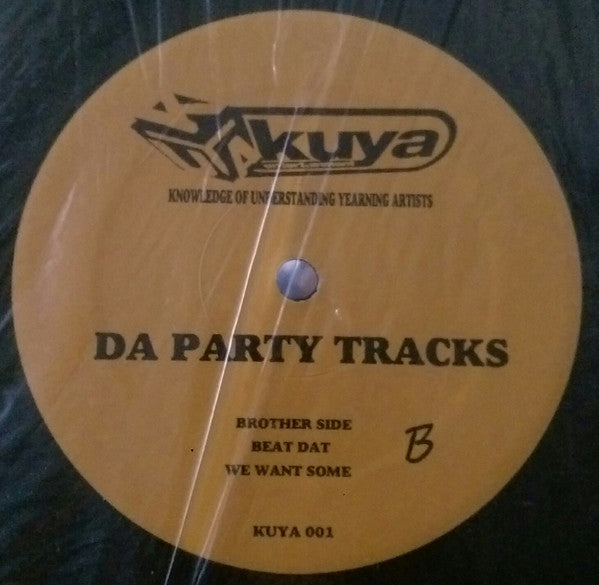 kuya
KNOWLEDGE OF UNDERSTANDING YEARNING ARTISTS
DA PARTY TRACKS
BROTHER SIDE
BEAT DAT
WE WANT SOME
B
KUYA 001